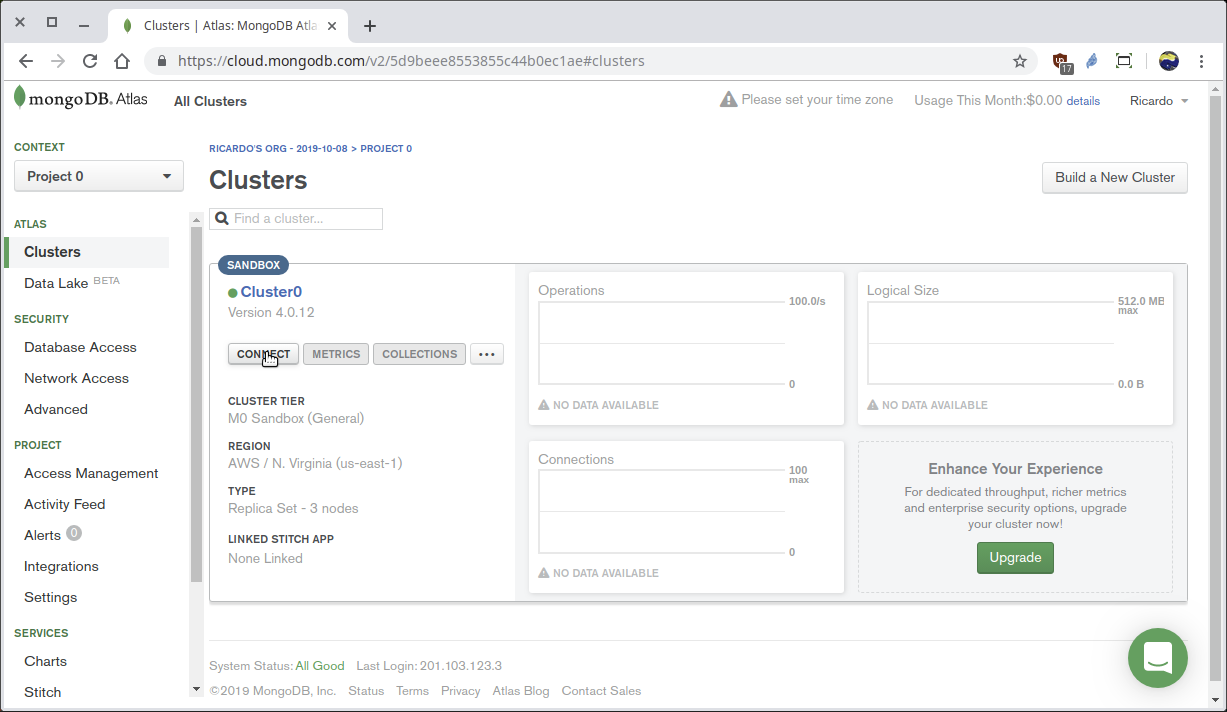 Clusters | Atlas: MongoDB Atla
https://cloud.mongodb.com/v2/5d9beee8553855c44b0ec1ae#clusters
17
mongoDB. Atlas
All Clusters
Please set your time zone
Usage This Month:$0.00 details
Ricardo
CONTEXT
Project 0
ATLAS
Clusters
Data Lake BETA
SECURITY
Database Access
Network Access
Advanced
PROJECT
Access Management
Activity Feed
Alerts 0
Integrations
Settings
SERVICES
Charts
Stitch
RICARDO'S ORG - 2019-10-08 > PROJECT 0
Clusters
Build a New Cluster
Find a cluster...
SANDBOX
Cluster0
Version 4.0.12
CONNECT METRICS COLLECTIONS ...
CLUSTER TIER
M0 Sandbox (General)
REGION
AWS / N. Virginia (us-east-1)
TYPE
Replica Set - 3 nodes
LINKED STITCH APP
None Linked
Operations
100.0/s
0
NO DATA AVAILABLE
Logical Size
512.0 MB
max
0.0 B
NO DATA AVAILABLE
Connections
100
max
0
NO DATA AVAILABLE
Enhance Your Experience
For dedicated throughput, richer metrics
and enterprise security options, upgrade
your cluster now!
Upgrade
System Status: All Good Last Login: 201.103.123.3
©2019 MongoDB, Inc. Status Terms Privacy Atlas Blog Contact Sales